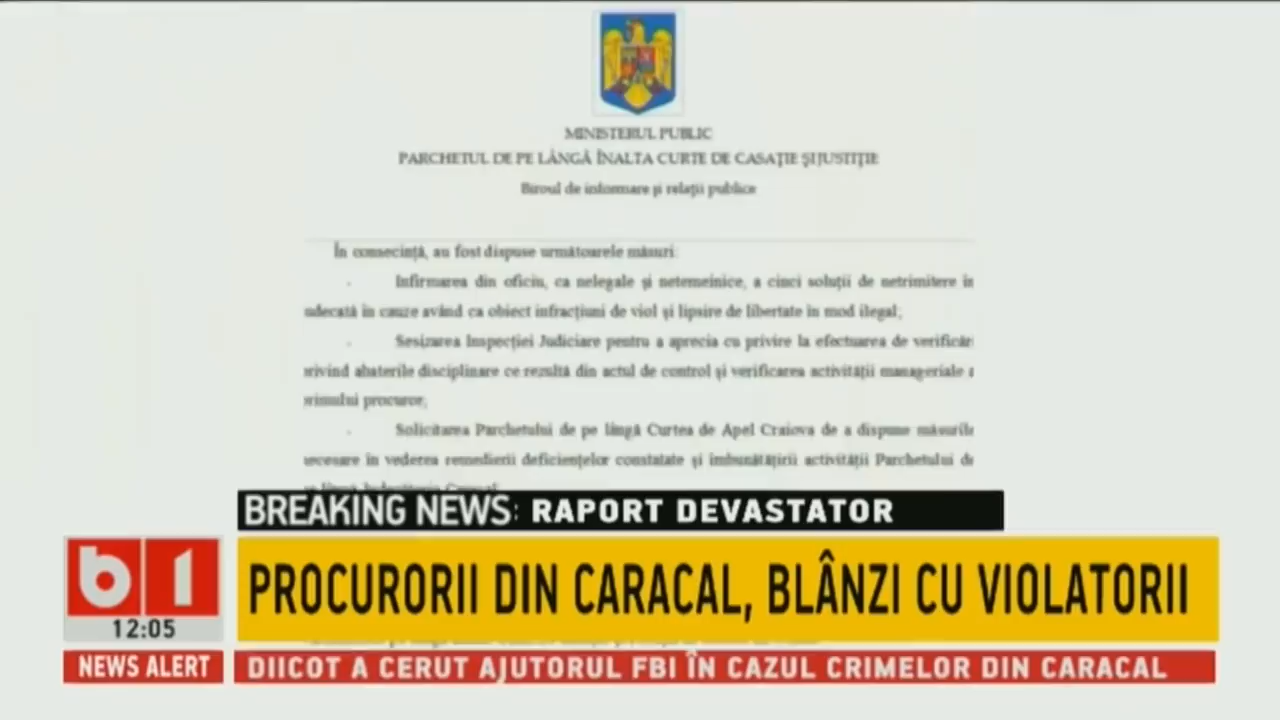 MINISTERUL PUBLIC
PARCHETUL DE PE LÂNGĂ ÎNALTA CURTE DE CASAȚIE ȘI JUSTIȚIE
Biroul de informare și relații publice
În consecință, au fost dispuse următoarele măsuri:
- Infirmarea din oficiu, ca nelegale și netemeinice, a cinci soluții de netrimitere în
udecată în cauze având ca obiect infracțiuni de viol și lipsire de libertate în mod ilegal;
- Sesizarea Inspecției Judiciare pentru a aprecia cu privire la efectuarea de verificări
rivind abaterile disciplinare ce rezultă din actul de control și verificarea activității manageriale a
rimului procuror;
- Solicitarea Parchetului de pe lângă Curtea de Apel Craiova de a dispune măsurile
ecesare în vederea remedierii deficiențelor constatate și îmbunătățirii activității Parchetului de
BREAKING NEWS: RAPORT DEVASTATOR
b1
PROCURORII DIN CARACAL, BLÂNZI CU VIOLATORII
12:05
NEWS ALERT
DIICOT A CERUT AJUTORUL FBI ÎN CAZUL CRIMELOR DIN CARACAL